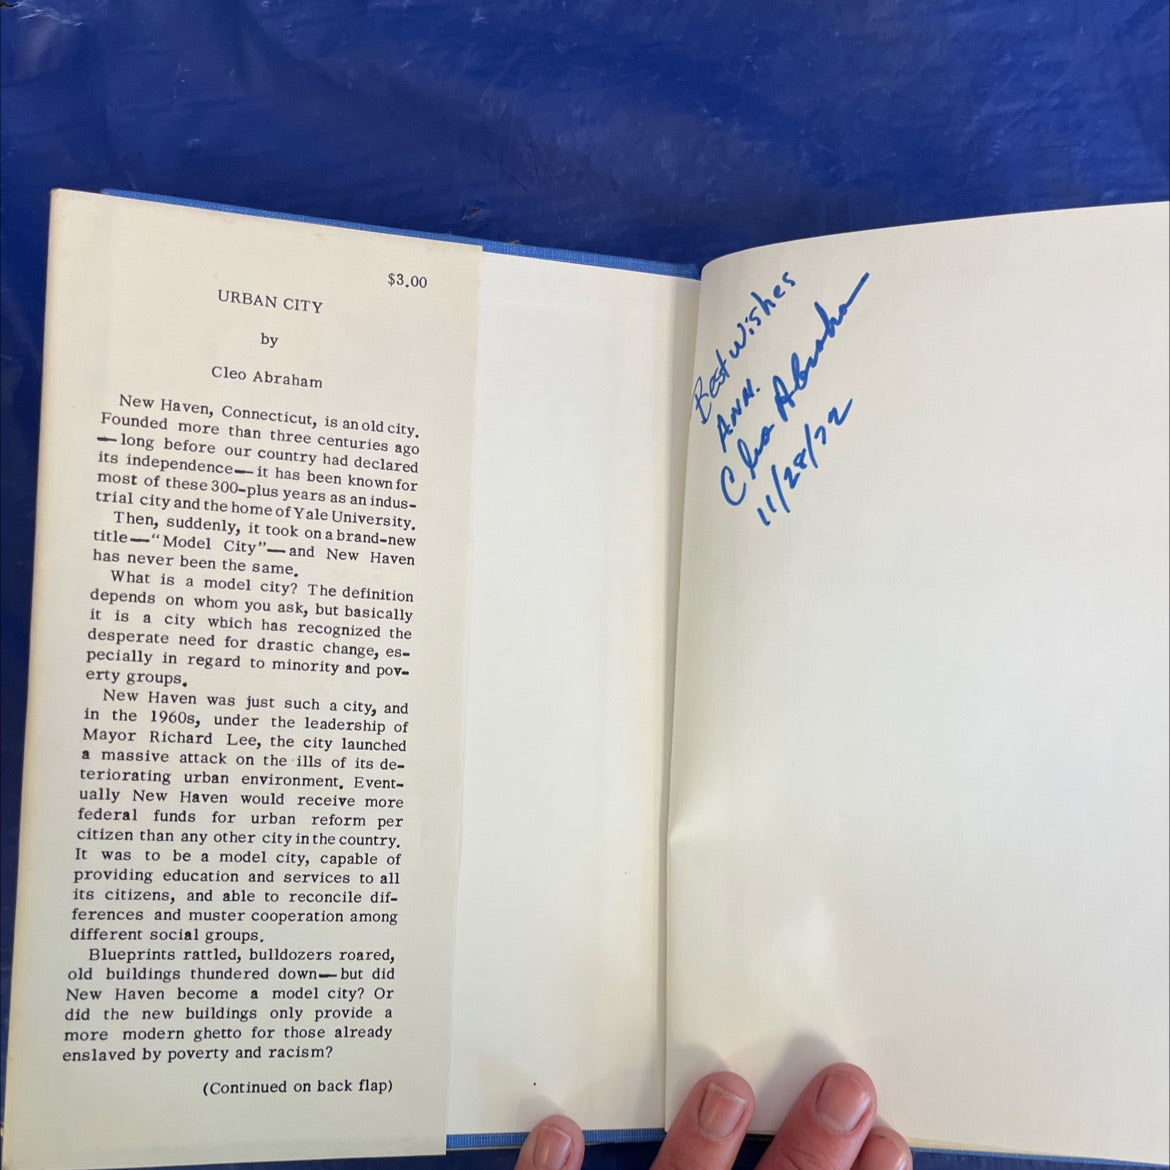 $3.00
URBAN CITY
by
Cleo Abraham
New Haven, Connecticut, is an old city.
Founded more than three centuries ago
—long before our country had declared
its independence—it has been known for
most of these 300-plus years as an indus-
trial city and the home of Yale University.
Then, suddenly, it took on a brand-new
title—“Model City”—and New Haven
has never been the same.
What is a model city? The definition
depends on whom you ask, but basically
it is a city which has recognized the
desperate need for drastic change, es-
pecially in regard to minority and pov-
erty groups.
New Haven was just such a city, and
in the 1960s, under the leadership of
Mayor Richard Lee, the city launched
a massive attack on the ills of its de-
teriorating urban environment. Event-
ually New Haven would receive more
federal funds for urban reform per
citizen than any other city in the country.
It was to be a model city, capable of
providing education and services to all
its citizens, and able to reconcile dif-
ferences and muster cooperation among
different social groups.
Blueprints rattled, bulldozers roared,
old buildings thundered down—but did
New Haven become a model city? Or
did the new buildings only provide a
more modern ghetto for those already
enslaved by poverty and racism?
(Continued on back flap)
Best Wishes
ANN.
Cleo Abraham
11/28/72